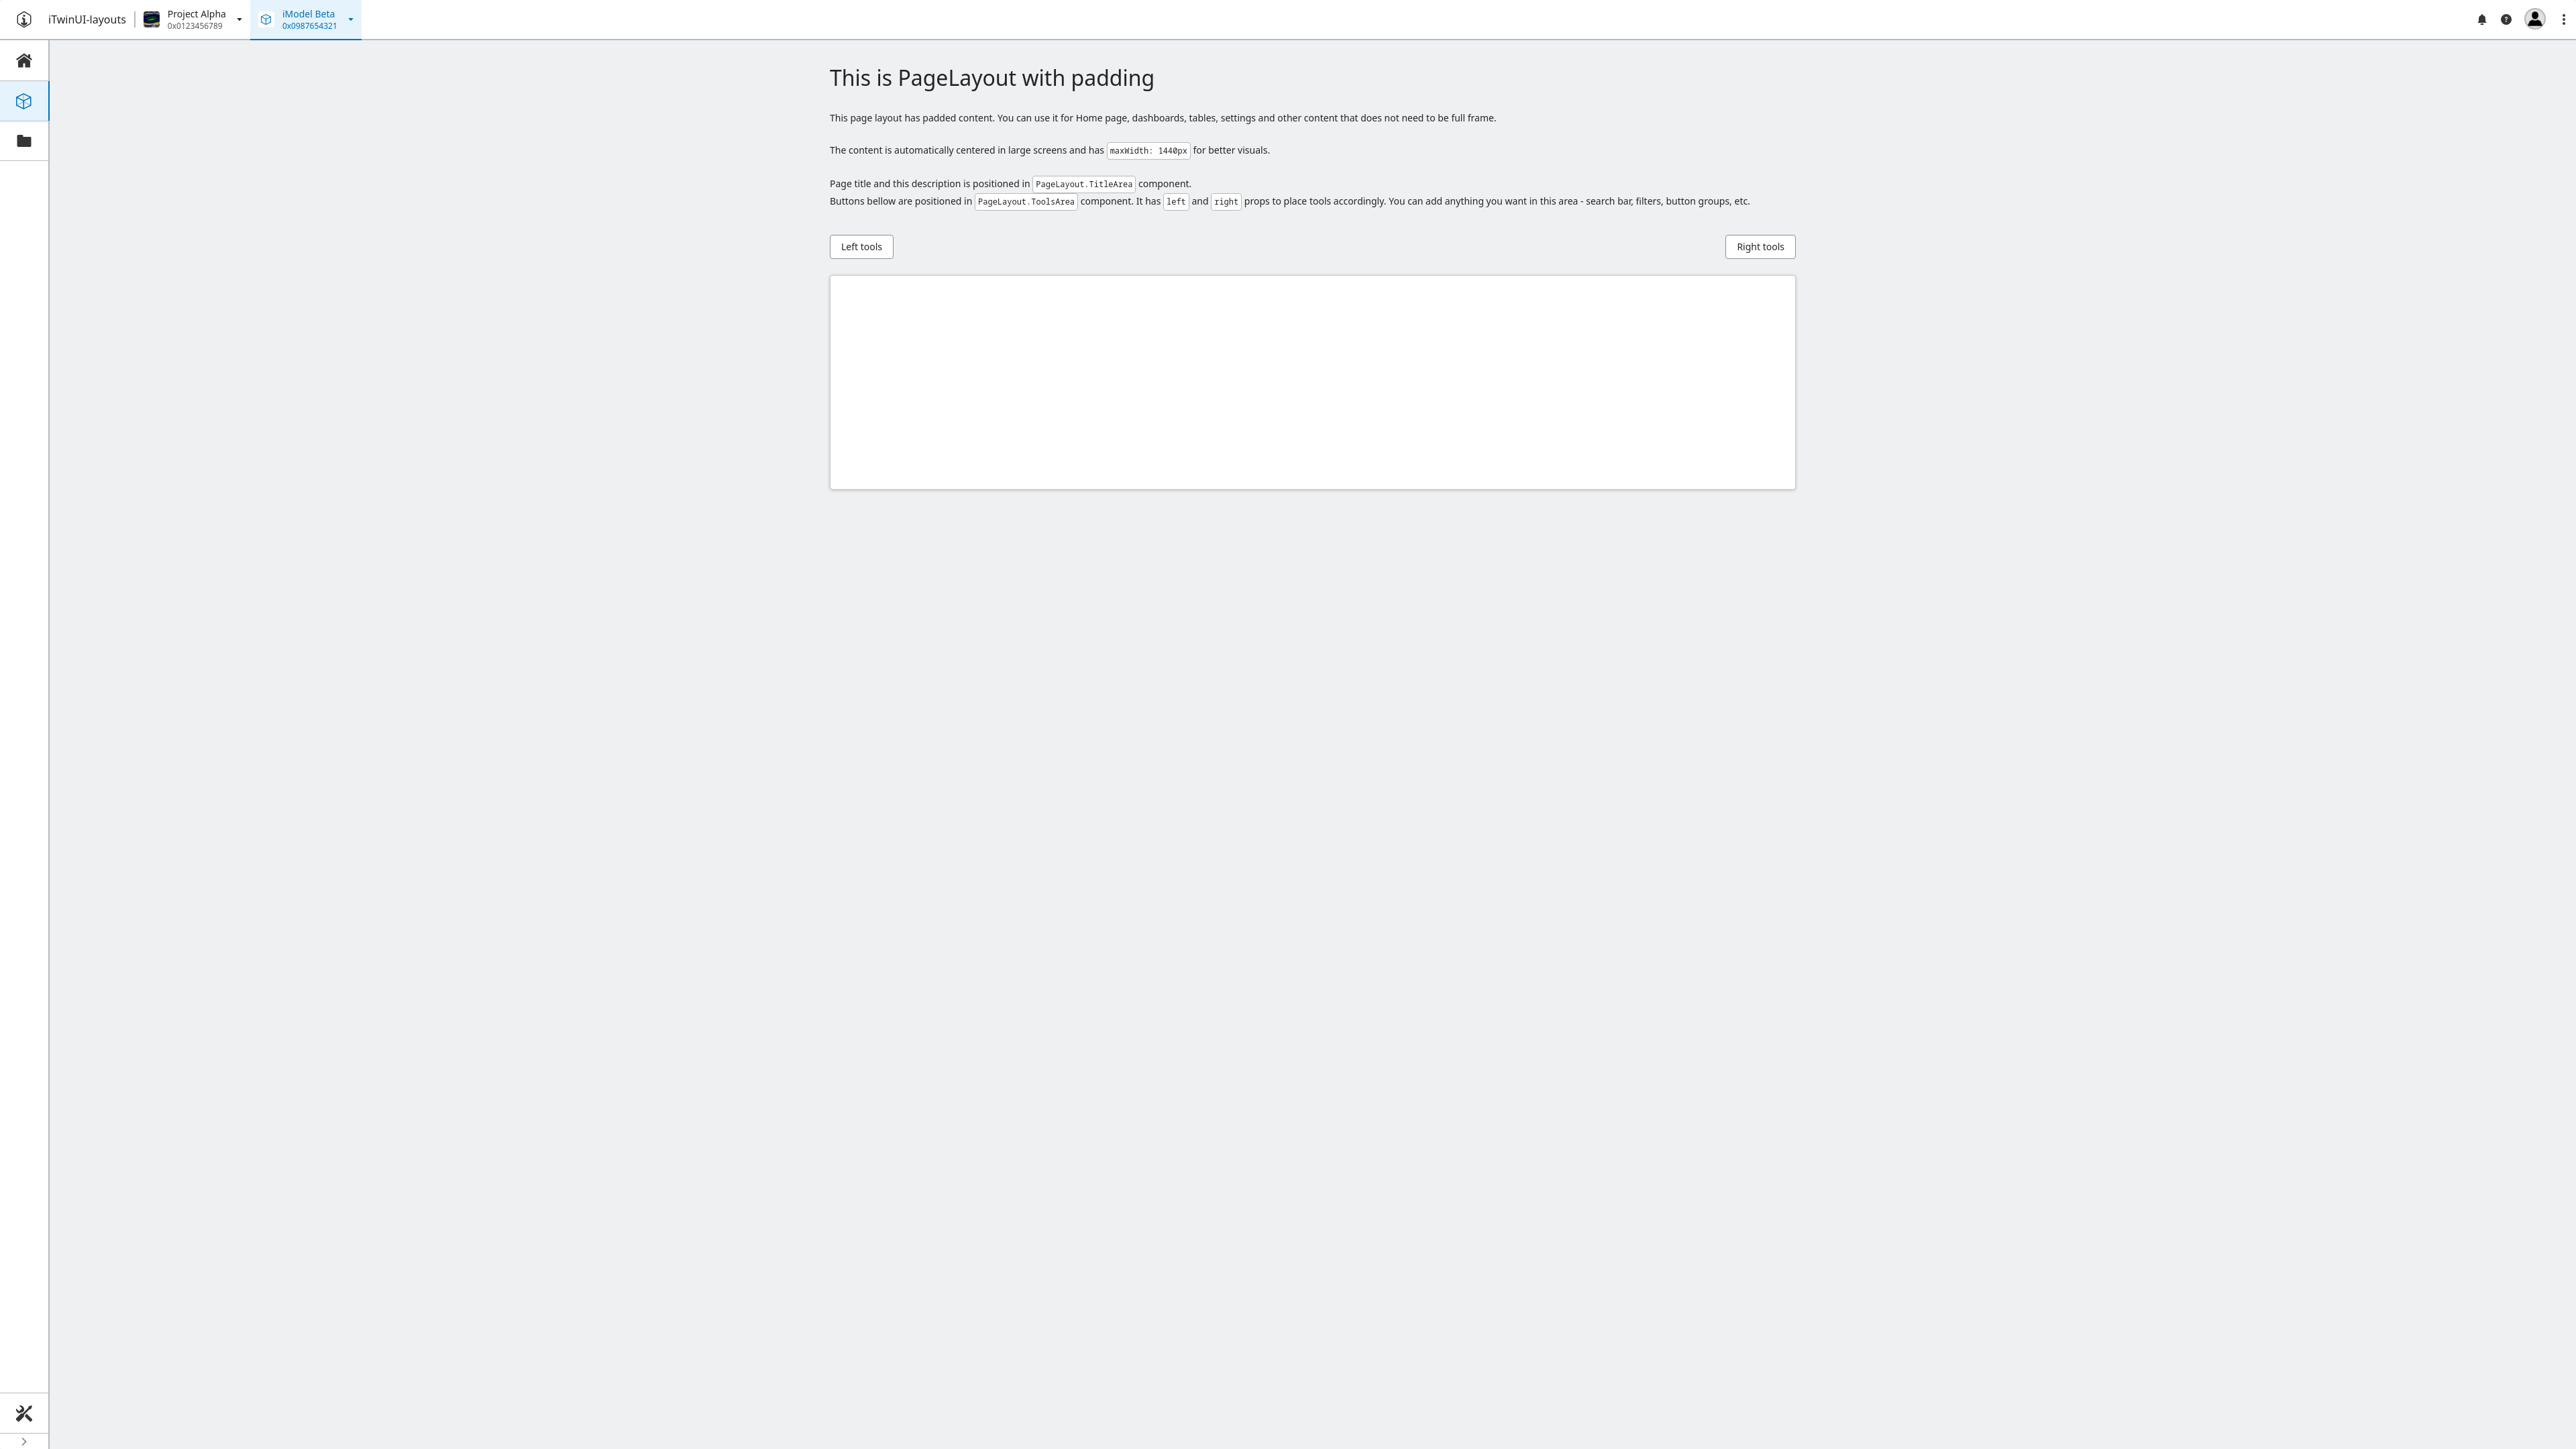 iTwinUI-layouts
Project Alpha
0x0123456789
iModel Beta
0x0987654321
This is PageLayout with padding
This page layout has padded content. You can use it for Home page, dashboards, tables, settings and other content that does not need to be full frame.
The content is automatically centered in large screens and has maxWidth: 1440px for better visuals.
Page title and this description is positioned in PageLayout.TitleArea component.
Buttons bellow are positioned in PageLayout.ToolsArea component. It has left and right props to place tools accordingly. You can add anything you want in this area - search bar, filters, button groups, etc.
Left tools
Right tools